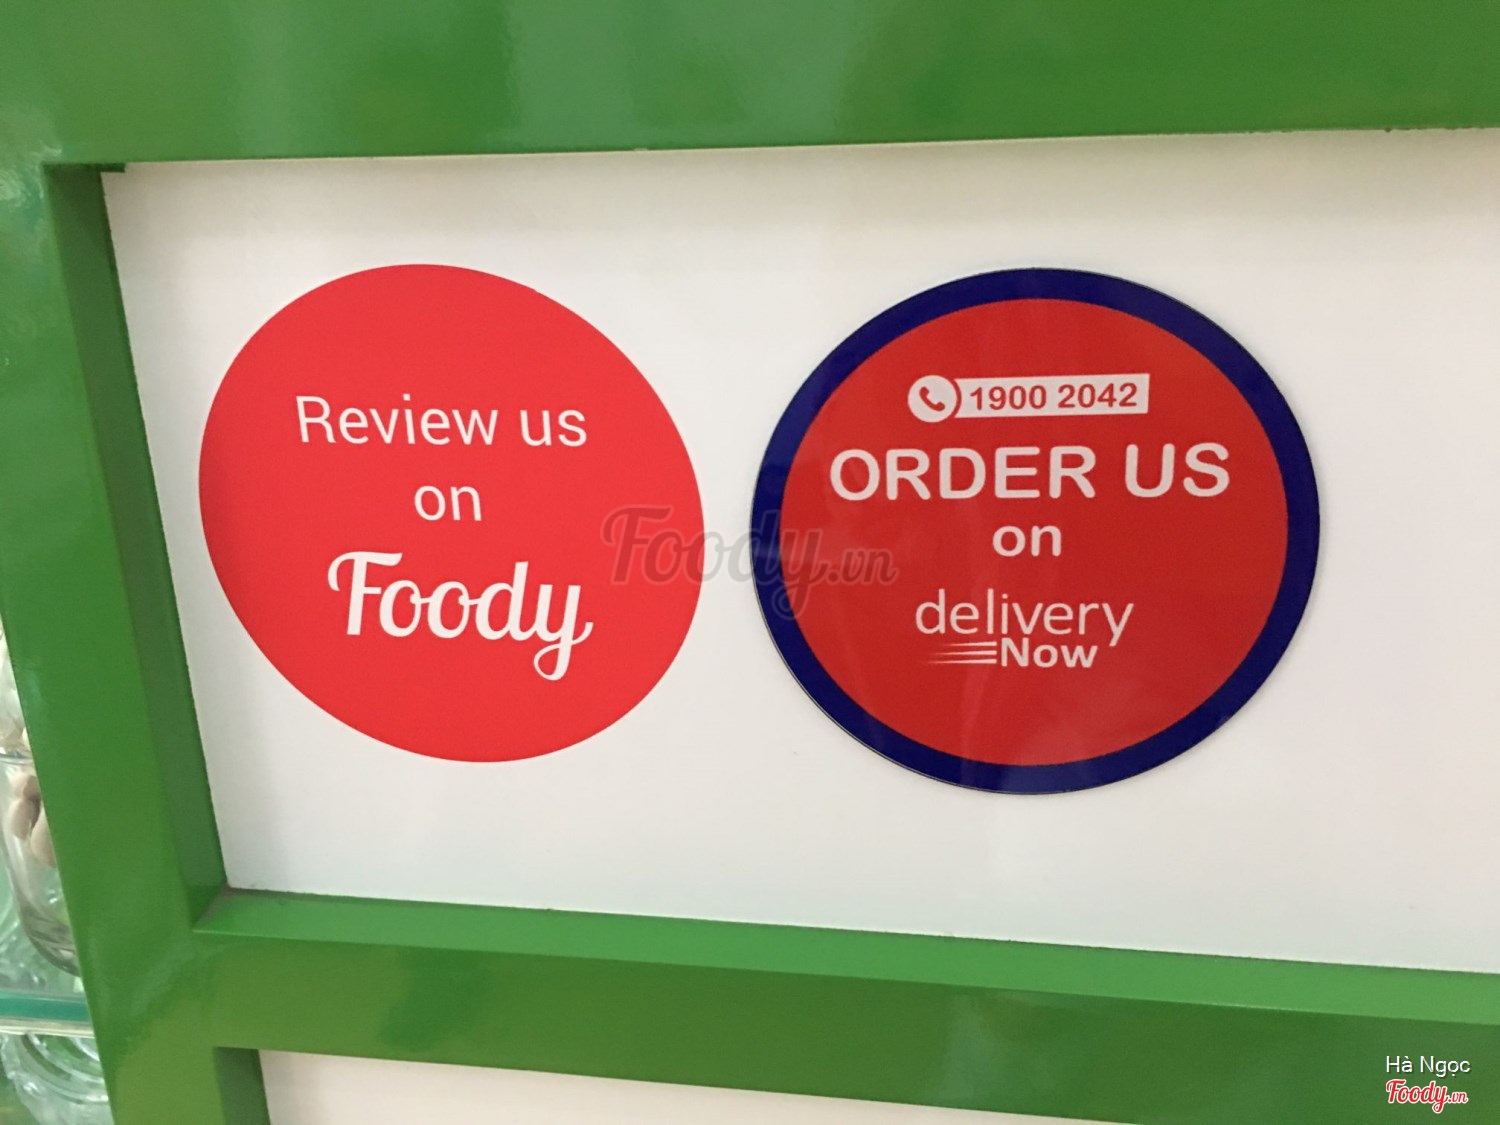 Review us
on
Foody
1900 2042
ORDER US
on
delivery
Now
Foody.vn
Hà Ngọc
Foody.vn